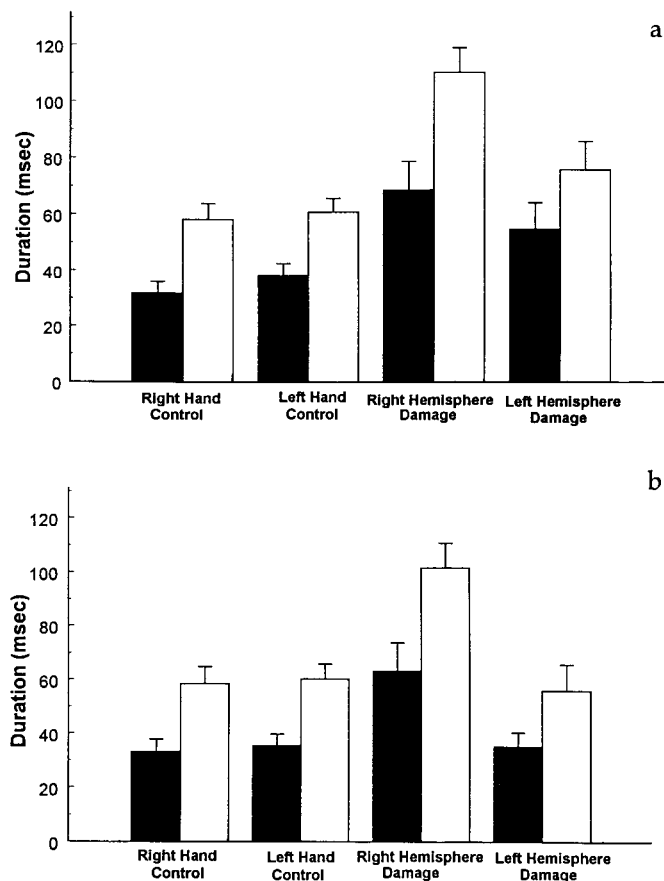 a
Duration (msec)
120
100
80
60
40
20
0
Right Hand
Control
Left Hand
Control
Right Hemisphere
Damage
Left Hemisphere
Damage
b
Duration (msec)
120
100
80
60
40
20
0
Right Hand
Control
Left Hand
Control
Right Hemisphere
Damage
Left Hemisphere
Damage